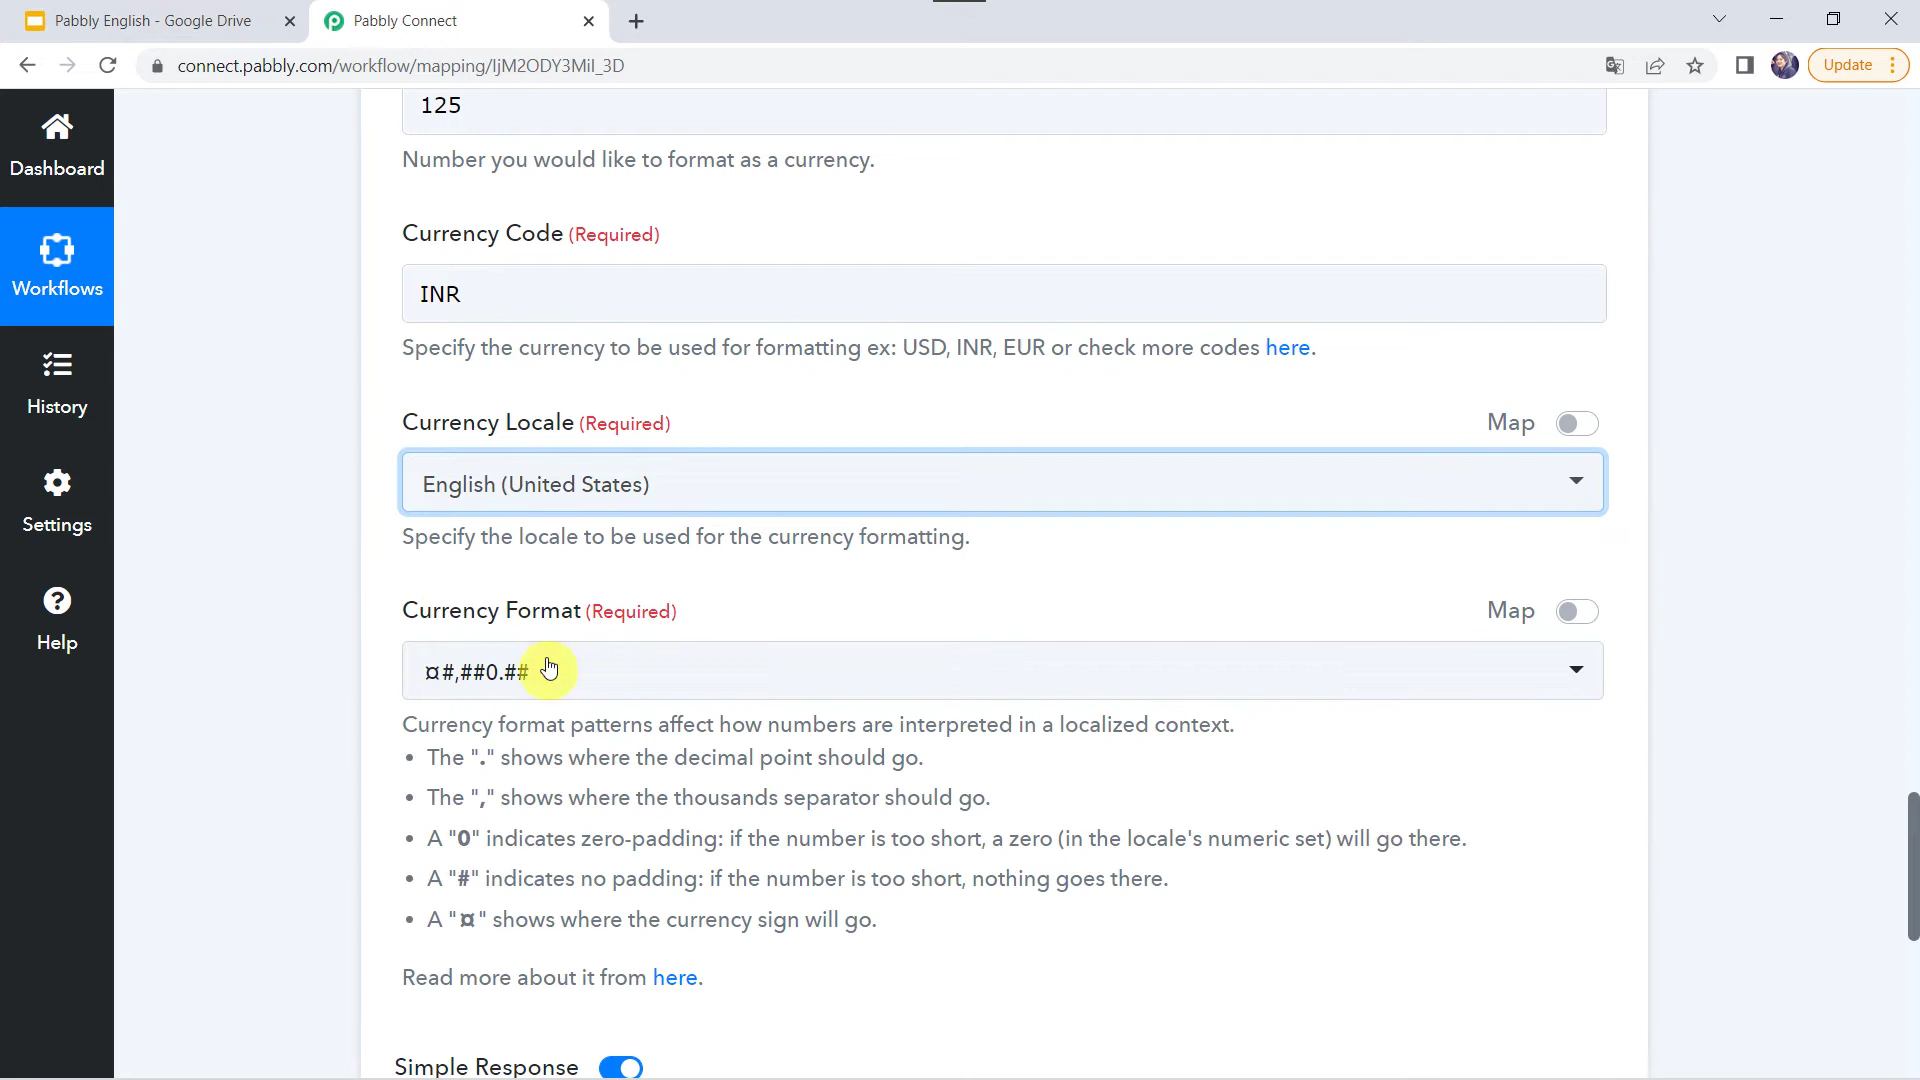 Pabbly English - Google Drive
Pabbly Connect
connect.pabbly.com/workflow/mapping/IjM2ODY3MiI_3D
Update
Dashboard
Workflows
History
Settings
Help
125
Number you would like to format as a currency.
Currency Code (Required)
INR
Specify the currency to be used for formatting ex: USD, INR, EUR or check more codes here.
Currency Locale (Required)
Map
English (United States)
Specify the locale to be used for the currency formatting.
Currency Format (Required)
Map
¤#,##0.##
Currency format patterns affect how numbers are interpreted in a localized context.
• The "." shows where the decimal point should go.
• The "," shows where the thousands separator should go.
• A "0" indicates zero-padding: if the number is too short, a zero (in the locale's numeric set) will go there.
• A "#" indicates no padding: if the number is too short, nothing goes there.
• A "¤" shows where the currency sign will go.
Read more about it from here.
Simple Response